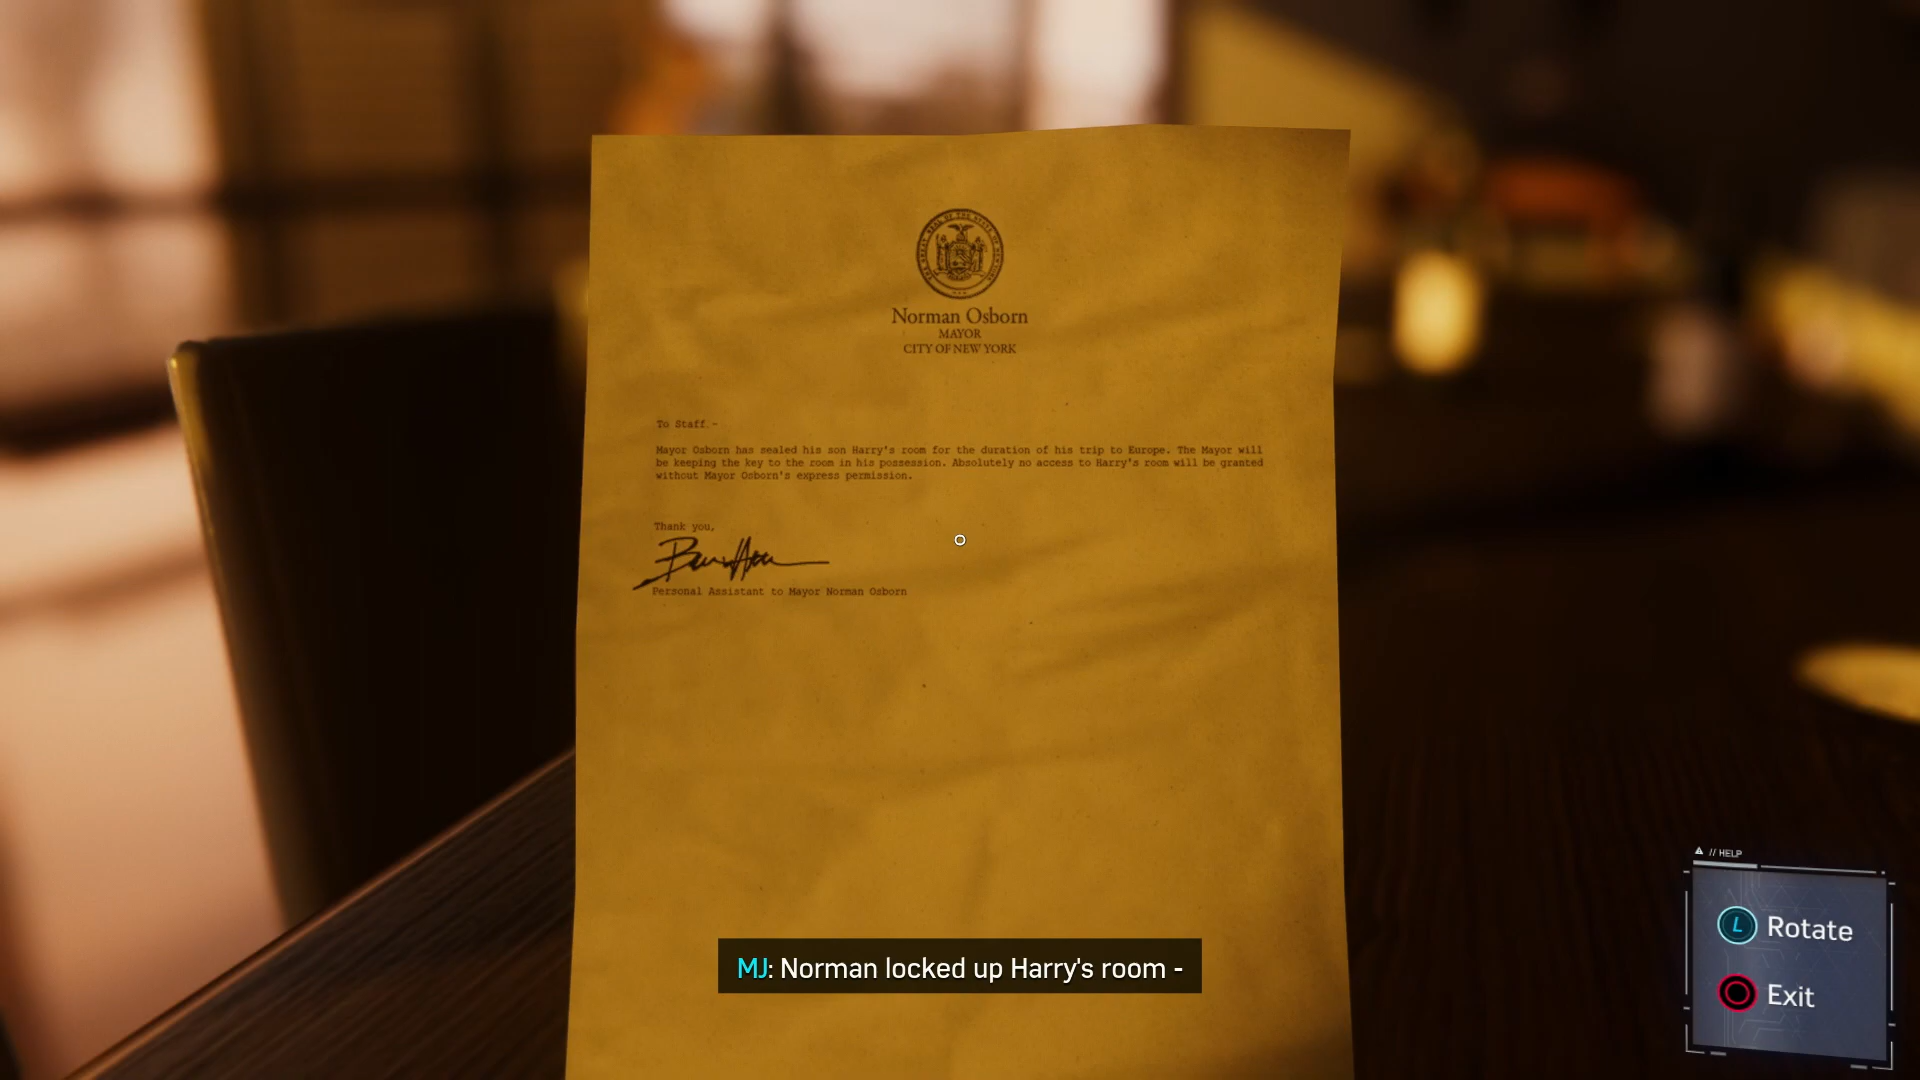 Norman Osborn
MAYOR
CITY OF NEW YORK
To Staff -
Mayor Osborn has sealed his son Harry's room for the duration of his trip to Europe. The Mayor will
be keeping the key to the room in his possession. Absolutely no access to Harry's room will be granted
without Mayor Osborn's express permission.
Thank you,
Personal Assistant to Mayor Norman Osborn
MJ: Norman locked up Harry's room -
// HELP
L Rotate
Exit